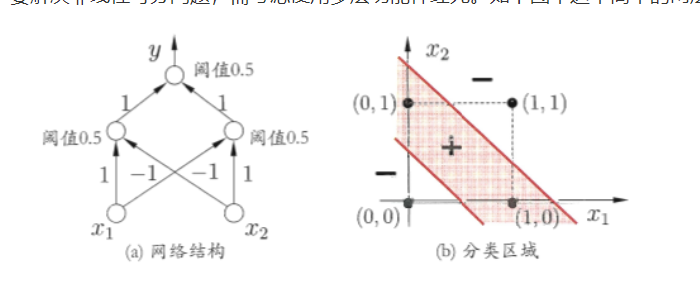 y
阈值0.5
1 1
阈值0.5 阈值0.5
1 -1 -1 1
x₁ x₂
(a) 网络结构
x₂
−
(0,1) (1,1)
+
−
(0,0) (1,0) x₁
(b) 分类区域